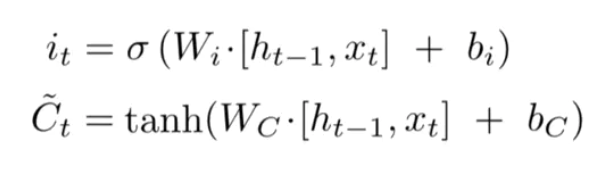 i_t = σ (W_i·[h_{t−1}, x_t] + b_i)
C̃_t = tanh(W_C·[h_{t−1}, x_t] + b_C)